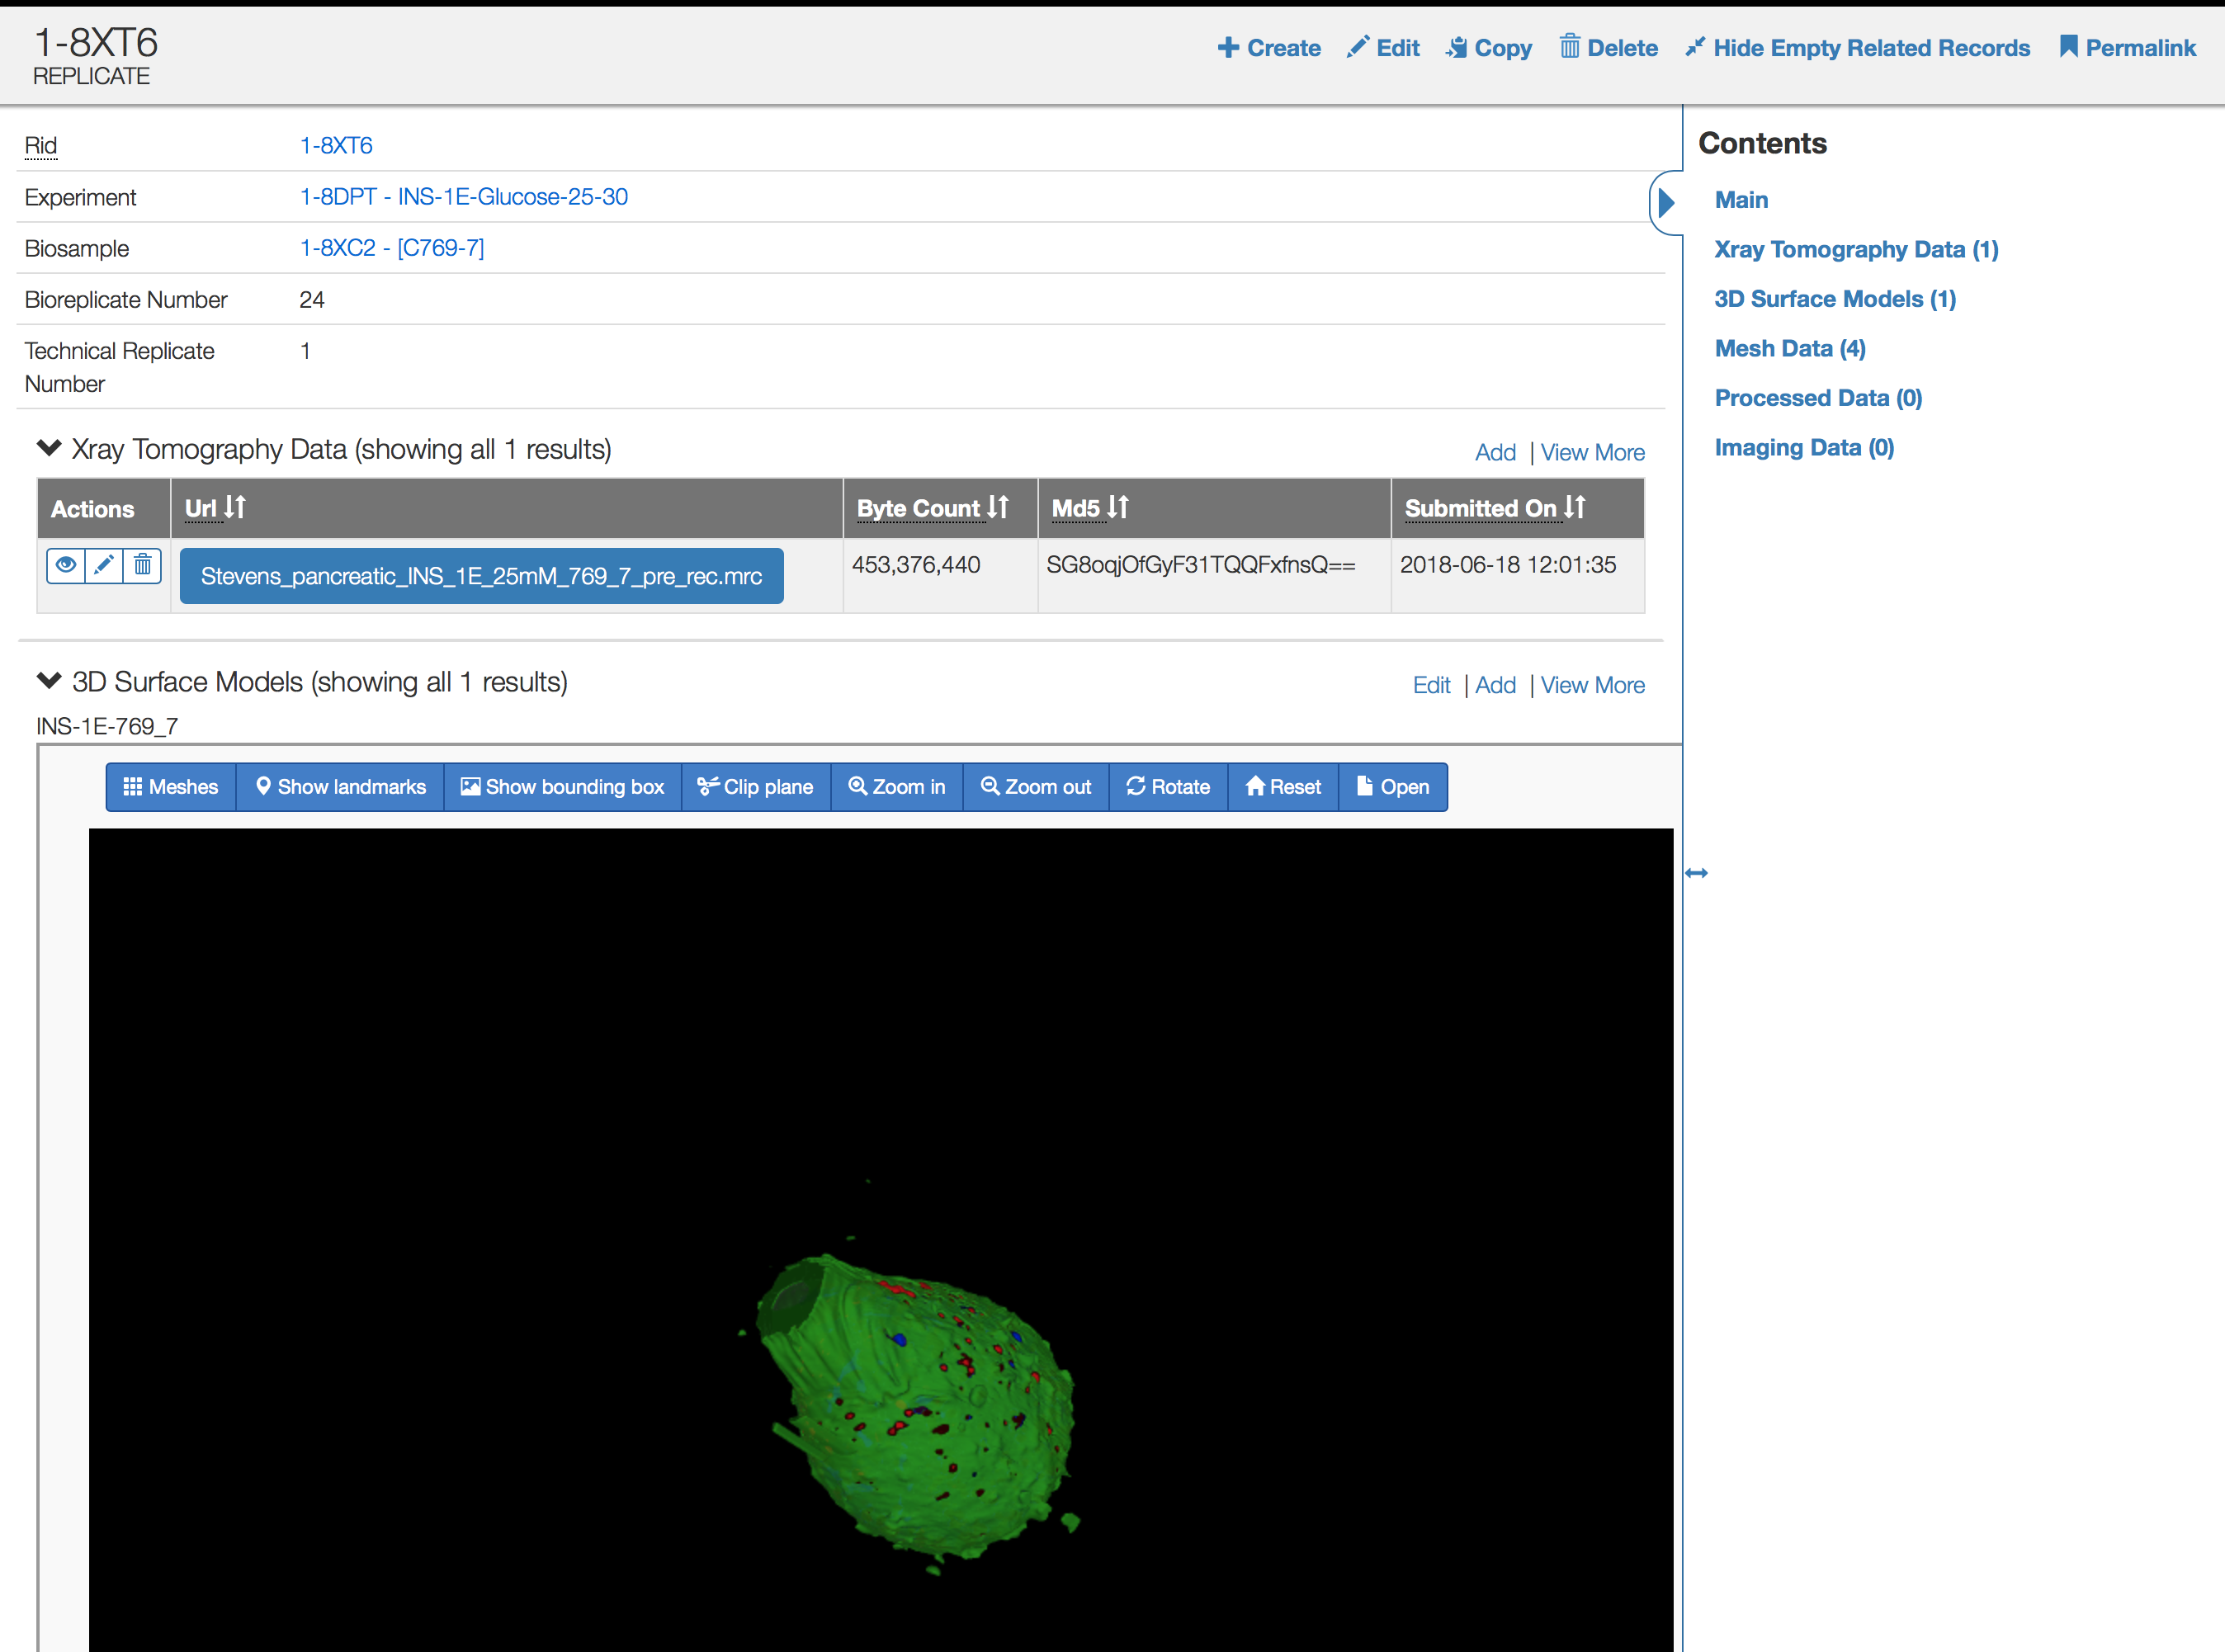 1-8XT6
REPLICATE
Create Edit Copy Delete Hide Empty Related Records Permalink
Rid 1-8XT6
Experiment 1-8DPT - INS-1E-Glucose-25-30
Biosample 1-8XC2 - [C769-7]
Bioreplicate Number 24
Technical Replicate 1
Number
Xray Tomography Data (showing all 1 results)
Add | View More
Actions Url Byte Count Md5 Submitted On
Stevens_pancreatic_INS_1E_25mM_769_7_pre_rec.mrc 453,376,440 SG8oqjOfGyF31TQQFxfnsQ== 2018-06-18 12:01:35
3D Surface Models (showing all 1 results)
Edit | Add | View More
INS-1E-769_7
Meshes Show landmarks Show bounding box Clip plane Zoom in Zoom out Rotate Reset Open
Contents
Main
Xray Tomography Data (1)
3D Surface Models (1)
Mesh Data (4)
Processed Data (0)
Imaging Data (0)